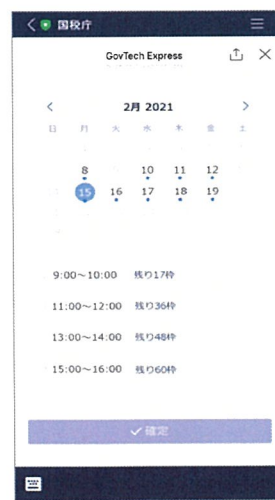 国税庁
GovTech Express
2月 2021
日 月 火 水 木 金 土
8 10 11 12
15 16 17 18 19
9:00～10:00 残り17枠
11:00～12:00 残り36枠
13:00～14:00 残り48枠
15:00～16:00 残り60枠
✓確定